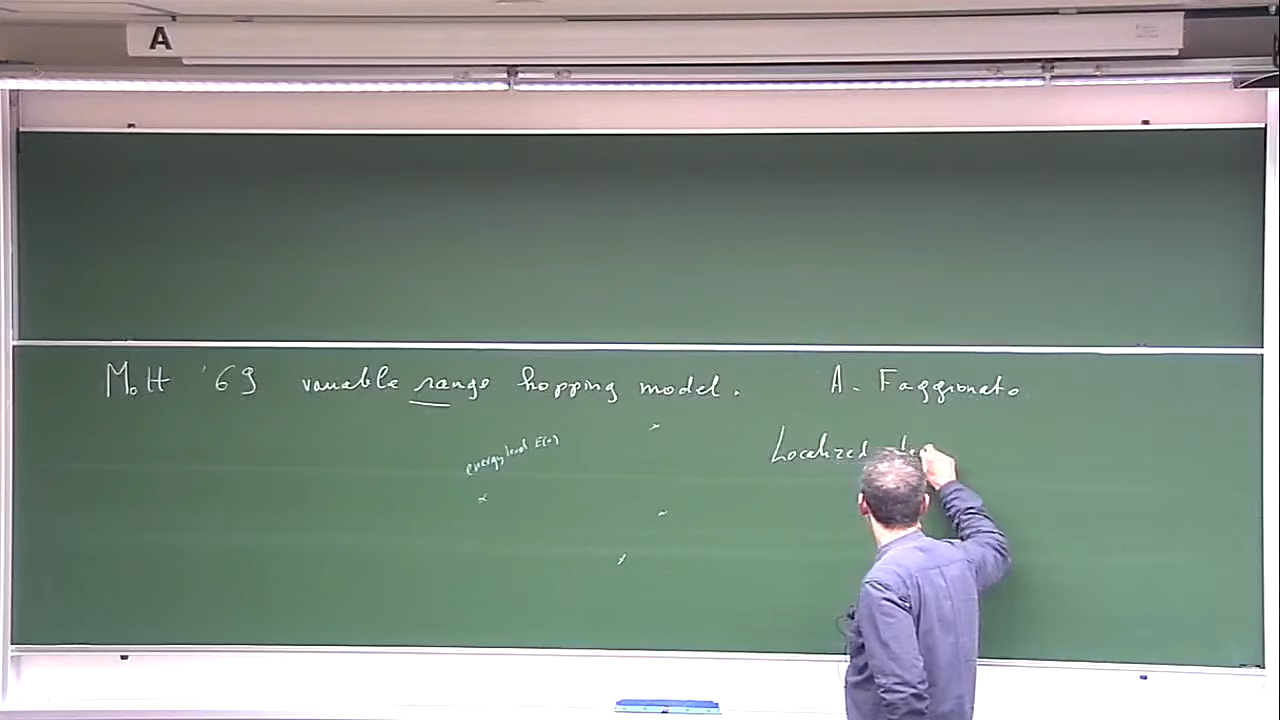 A
Mott '69 variable range hopping model. A. Faggionato
energy level E(x)
x
x
x
x
Localized